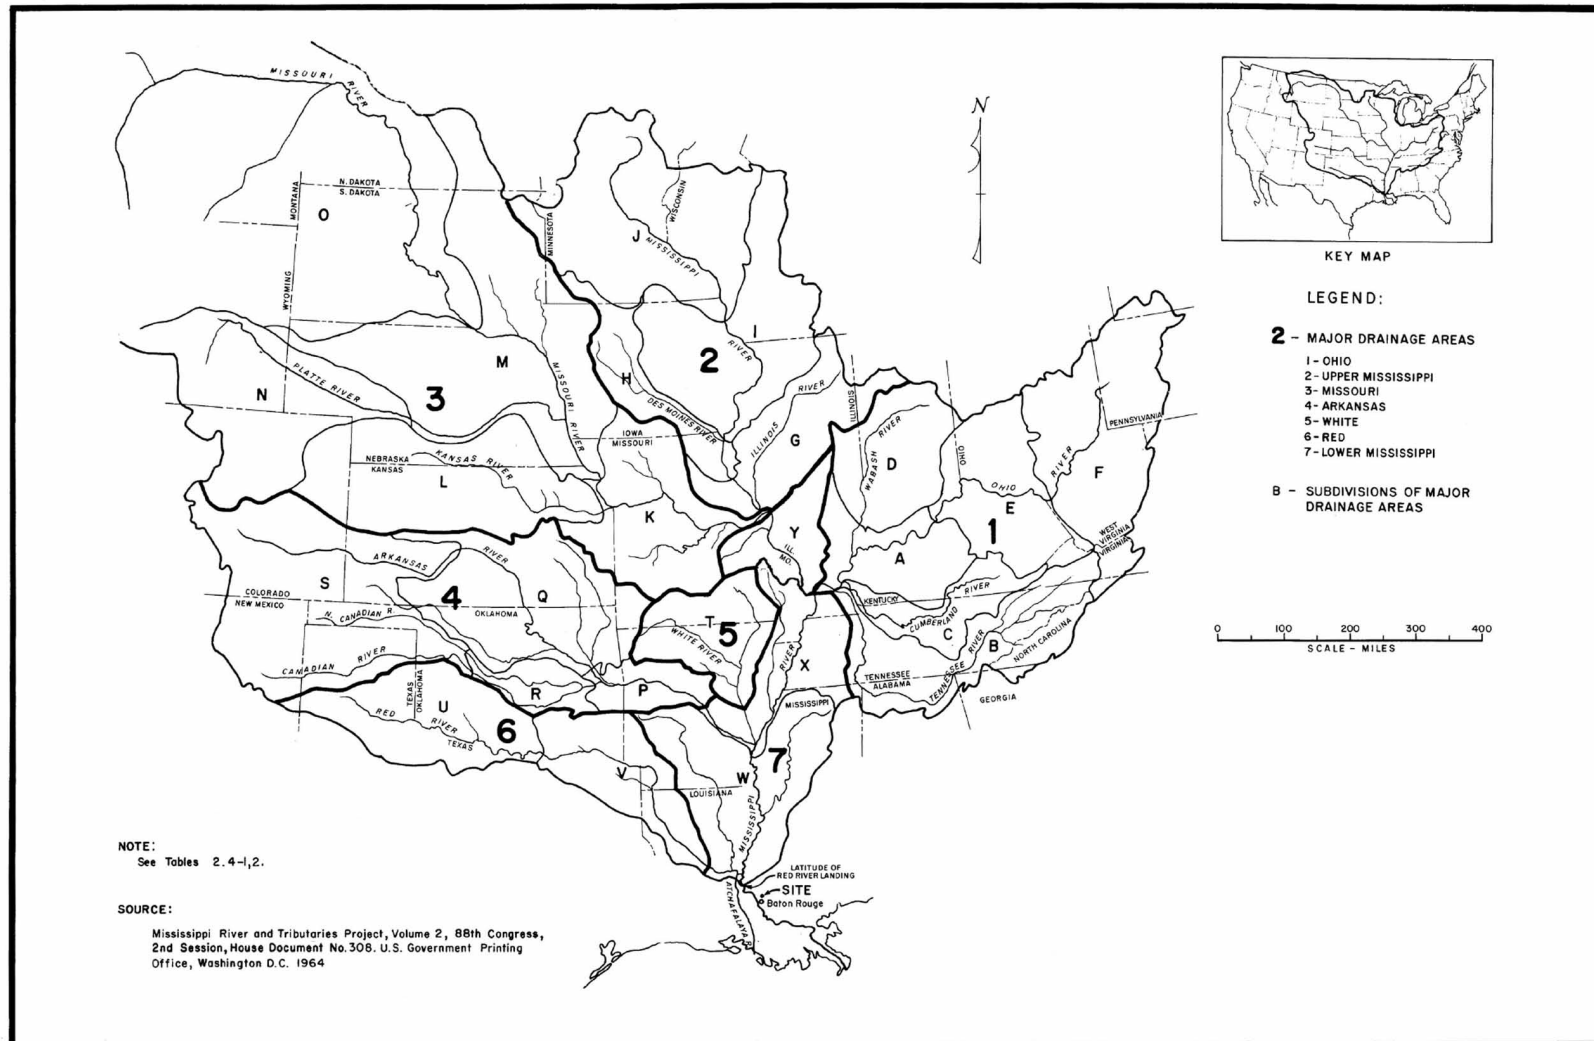 MISSOURI
RIVER
N. DAKOTA
S. DAKOTA
MONTANA
O
WYOMING
MINNESOTA
WISCONSIN
J
MISSISSIPPI
RIVER
I
2
H
M
N
3
PLATTE RIVER
MISSOURI RIVER
DES MOINES RIVER
IOWA
MISSOURI
ILLINOIS
RIVER
G
ILLINOIS
WABASH
RIVER
D
OIHO
OHIO
RIVER
PENNSYLVANIA
F
E
1
WEST
VIRGINIA
VIRGINIA
NEBRASKA
KANSAS
KANSAS RIVER
L
K
Y
ILL.
MO.
A
ARKANSAS
RIVER
S
4
Q
COLORADO
NEW MEXICO
OKLAHOMA
N. CANADIAN R.
CANADIAN
RIVER
T
5
WHITE RIVER
KENTUCKY
CUMBERLAND
RIVER
C
TENNESSEE
RIVER
B
NORTH CAROLINA
TENNESSEE
ALABAMA
GEORGIA
TEXAS
OKLAHOMA
U
RED
RIVER
TEXAS
6
R
P
X
RIVER
MISSISSIPPI
7
V
W
LOUISIANA
MISSISSIPPI
LATITUDE OF
RED RIVER LANDING
SITE
Baton Rouge
ATCHAFALAYA R.
N
KEY MAP
LEGEND:
2 - MAJOR DRAINAGE AREAS
1 - OHIO
2 - UPPER MISSISSIPPI
3 - MISSOURI
4 - ARKANSAS
5 - WHITE
6 - RED
7 - LOWER MISSISSIPPI
B - SUBDIVISIONS OF MAJOR
DRAINAGE AREAS
0 100 200 300 400
SCALE - MILES
NOTE:
See Tables 2.4-1,2.
SOURCE:
Mississippi River and Tributaries Project, Volume 2, 88th Congress,
2nd Session, House Document No. 308. U.S. Government Printing
Office, Washington D.C. 1964